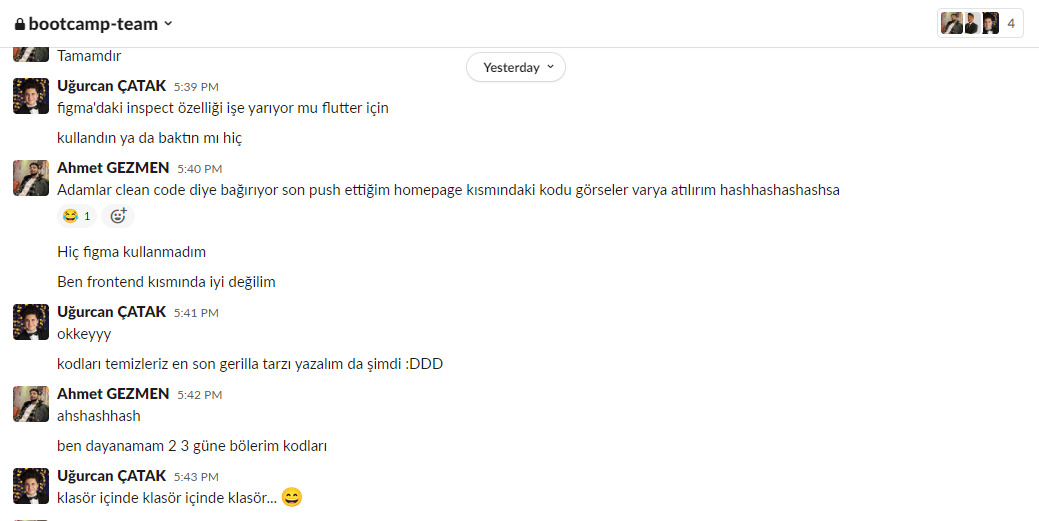 bootcamp-team
4
Tamamdır
Yesterday
Uğurcan ÇATAK 5:39 PM
figma'daki inspect özelliği işe yarıyor mu flutter için
kullandın ya da baktın mı hiç
Ahmet GEZMEN 5:40 PM
Adamlar clean code diye bağırıyor son push ettiğim homepage kısmındaki kodu görseler varya atılırım hashhashashashsa
😂 1
Hiç figma kullanmadım
Ben frontend kısmında iyi değilim
Uğurcan ÇATAK 5:41 PM
okkeyyy
kodları temizleriz en son gerilla tarzı yazalım da şimdi :DDD
Ahmet GEZMEN 5:42 PM
ahshashhash
ben dayanamam 2 3 güne bölerim kodları
Uğurcan ÇATAK 5:43 PM
klasör içinde klasör içinde klasör... 😄